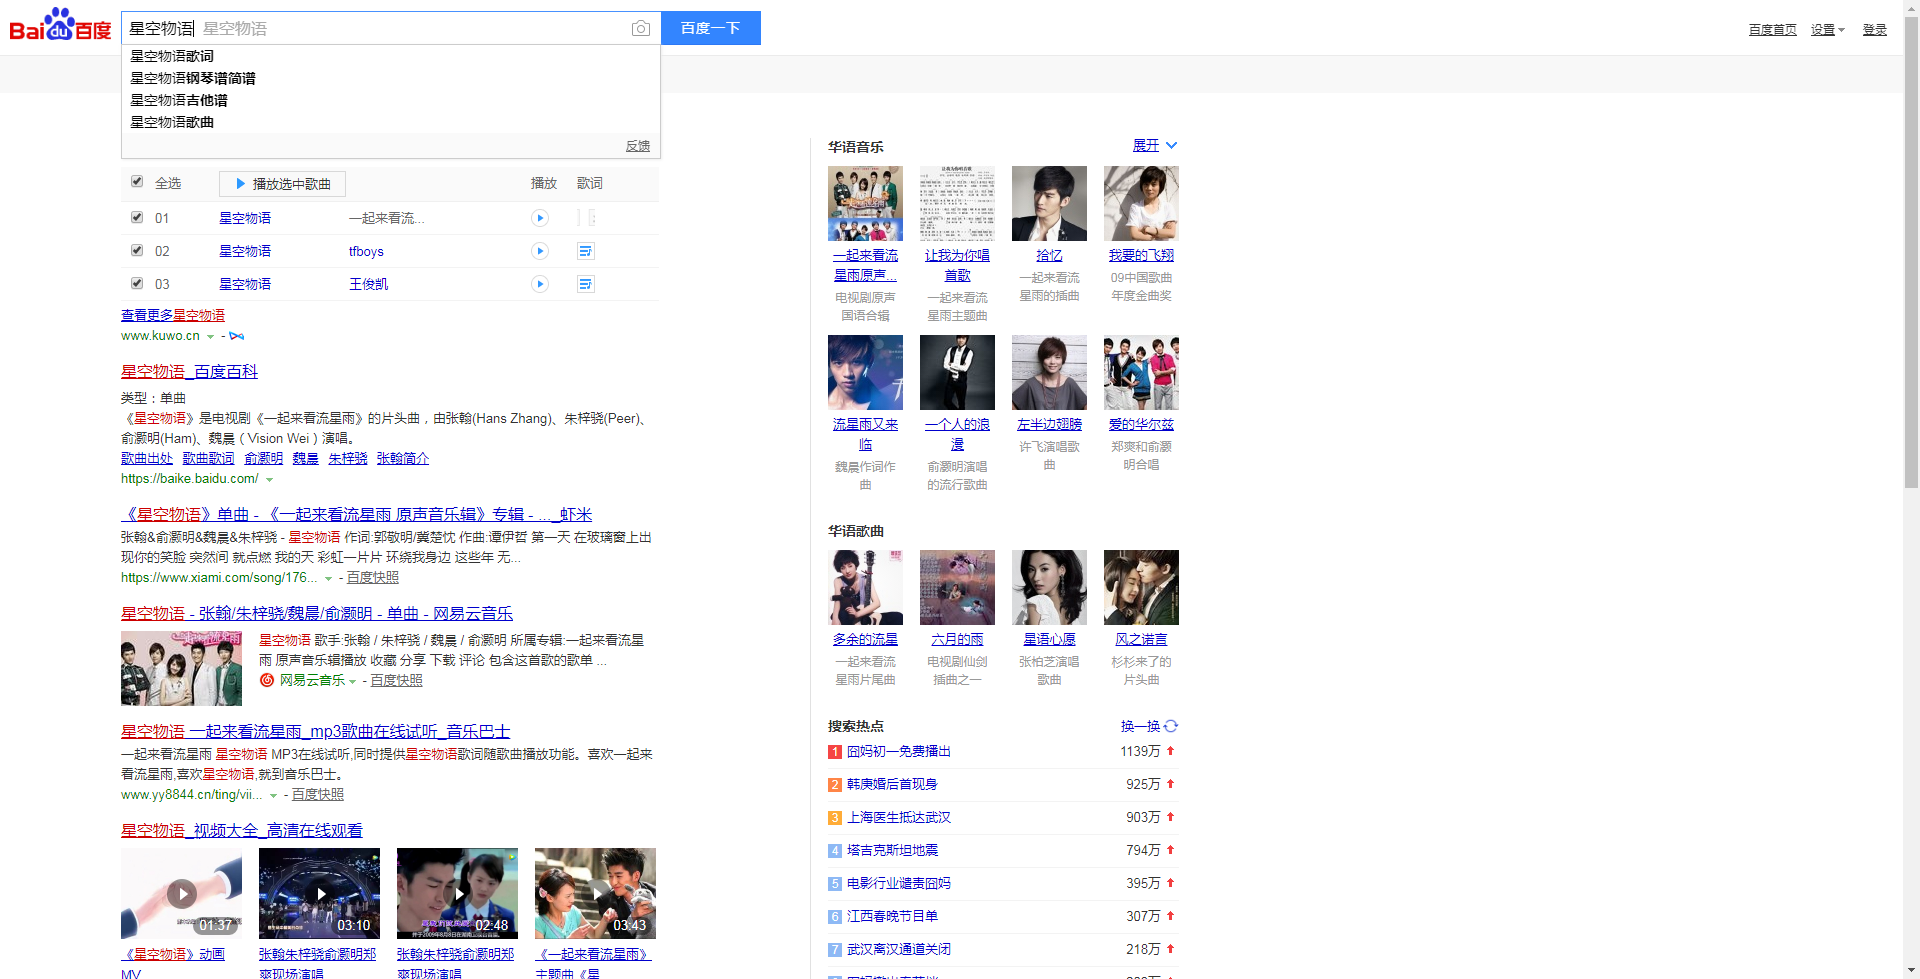 Baidu百度
星空物语 星空物语
百度一下
百度首页 设置 登录
星空物语歌词
星空物语钢琴谱简谱
星空物语吉他谱
星空物语歌曲
反馈
全选 播放选中歌曲 播放 歌词
01 星空物语 一起来看流...
02 星空物语 tfboys
03 星空物语 王俊凯
查看更多星空物语
www.kuwo.cn -
星空物语_百度百科
类型：单曲
《星空物语》是电视剧《一起来看流星雨》的片头曲，由张翰(Hans Zhang)、朱梓骁(Peer)、
俞灏明(Ham)、魏晨（Vision Wei）演唱。
歌曲出处 歌曲歌词 俞灏明 魏晨 朱梓骁 张翰简介
https://baike.baidu.com/
《星空物语》单曲 - 《一起来看流星雨 原声音乐辑》专辑 - ..._虾米
张翰&俞灏明&魏晨&朱梓骁 - 星空物语 作词:郭敬明/冀楚忱 作曲:谭伊哲 第一天 在玻璃窗上出
现你的笑脸 突然间 就点燃 我的天 彩虹一片片 环绕我身边 这些年 无...
https://www.xiami.com/song/176... - 百度快照
星空物语 - 张翰/朱梓骁/魏晨/俞灏明 - 单曲 - 网易云音乐
星空物语 歌手:张翰 / 朱梓骁 / 魏晨 / 俞灏明 所属专辑:一起来看流星
雨 原声音乐辑播放 收藏 分享 下载 评论 包含这首歌的歌单 ...
网易云音乐 - 百度快照
星空物语 一起来看流星雨_mp3歌曲在线试听_音乐巴士
一起来看流星雨 星空物语 MP3在线试听,同时提供星空物语歌词随歌曲播放功能。喜欢一起来
看流星雨,喜欢星空物语,就到音乐巴士。
www.yy8844.cn/ting/vii... - 百度快照
星空物语_视频大全_高清在线观看
01:37 03:10 02:48 03:43
《星空物语》动画
MV
张翰朱梓骁俞灏明郑
爽现场演唱
张翰朱梓骁俞灏明郑
爽现场演唱
《一起来看流星雨》
主题曲《星
华语音乐 展开
一起来看流
星雨原声...
电视剧原声
国语合辑
让我为你唱
首歌
一起来看流
星雨主题曲
拾忆
一起来看流
星雨的插曲
我要的飞翔
09中国歌曲
年度金曲奖
流星雨又来
临
魏晨作词作
曲
一个人的浪
漫
俞灏明演唱
的流行歌曲
左半边翅膀
许飞演唱歌
曲
爱的华尔兹
郑爽和俞灏
明合唱
华语歌曲
多余的流星
一起来看流
星雨片尾曲
六月的雨
电视剧仙剑
插曲之一
星语心愿
张柏芝演唱
歌曲
风之诺言
杉杉来了的
片头曲
搜索热点 换一换
1 囧妈初一免费播出 1139万
2 韩庚婚后首现身 925万
3 上海医生抵达武汉 903万
4 塔吉克斯坦地震 794万
5 电影行业谴责囧妈 395万
6 江西春晚节目单 307万
7 武汉离汉通道关闭 218万